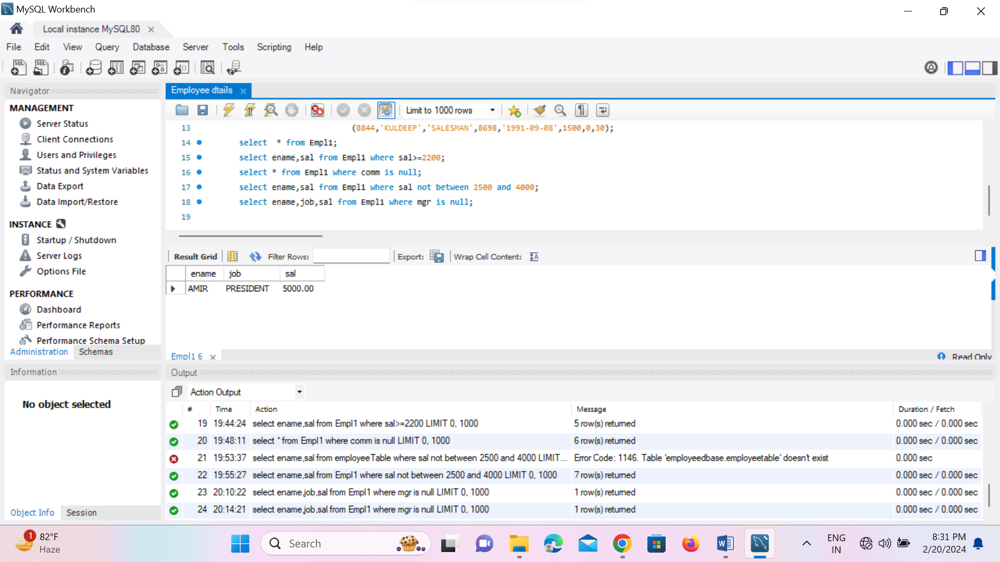 MySQL Workbench
Local instance MySQL80
File Edit View Query Database Server Tools Scripting Help
Navigator
MANAGEMENT
Server Status
Client Connections
Users and Privileges
Status and System Variables
Data Export
Data Import/Restore
INSTANCE
Startup / Shutdown
Server Logs
Options File
PERFORMANCE
Dashboard
Performance Reports
Performance Schema Setup
Administration Schemas
Information
No object selected
Object Info Session
Employee dtails
Limit to 1000 rows
13 (8844,'KULDEEP','SALESMAN',8698,'1991-09-08',1500,0,30);
14 select * from Empl1;
15 select ename,sal from Empl1 where sal>=2200;
16 select * from Empl1 where comm is null;
17 select ename,sal from Empl1 where sal not between 2500 and 4000;
18 select ename,job,sal from Empl1 where mgr is null;
19
Result Grid Filter Rows: Export: Wrap Cell Content:
ename job sal
AMIR PRESIDENT 5000.00
Empl1 6 Read Only
Output
Action Output
# Time Action Message Duration / Fetch
19 19:44:24 select ename,sal from Empl1 where sal>=2200 LIMIT 0, 1000 5 row(s) returned 0.000 sec / 0.000 sec
20 19:48:11 select * from Empl1 where comm is null LIMIT 0, 1000 6 row(s) returned 0.000 sec / 0.000 sec
21 19:53:37 select ename,sal from employeeTable where sal not between 2500 and 4000 LIMIT... Error Code: 1146. Table 'employeedbase.employeetable' doesn't exist 0.000 sec
22 19:55:27 select ename,sal from Empl1 where sal not between 2500 and 4000 LIMIT 0, 1000 7 row(s) returned 0.000 sec / 0.000 sec
23 20:10:22 select ename,job,sal from Empl1 where mgr is null LIMIT 0, 1000 1 row(s) returned 0.000 sec / 0.000 sec
24 20:14:21 select ename,job,sal from Empl1 where mgr is null LIMIT 0, 1000 1 row(s) returned 0.000 sec / 0.000 sec
1
82°F
Haze
Search
ENG
IN
8:31 PM
2/20/2024